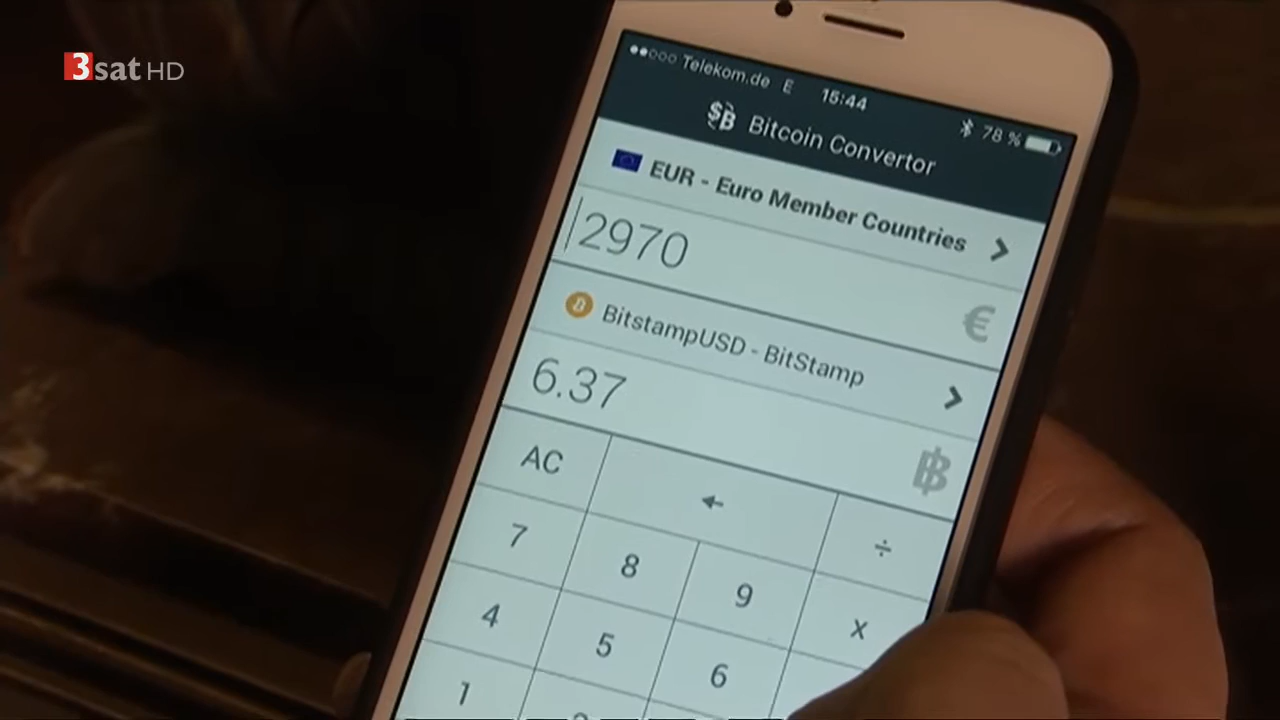 3sat HD
Telekom.de E 15:44 78 %
Bitcoin Convertor
EUR - Euro Member Countries
2970
€
BitstampUSD - BitStamp
6.37
฿
AC ← ÷
7 8 9 x
4 5 6
1